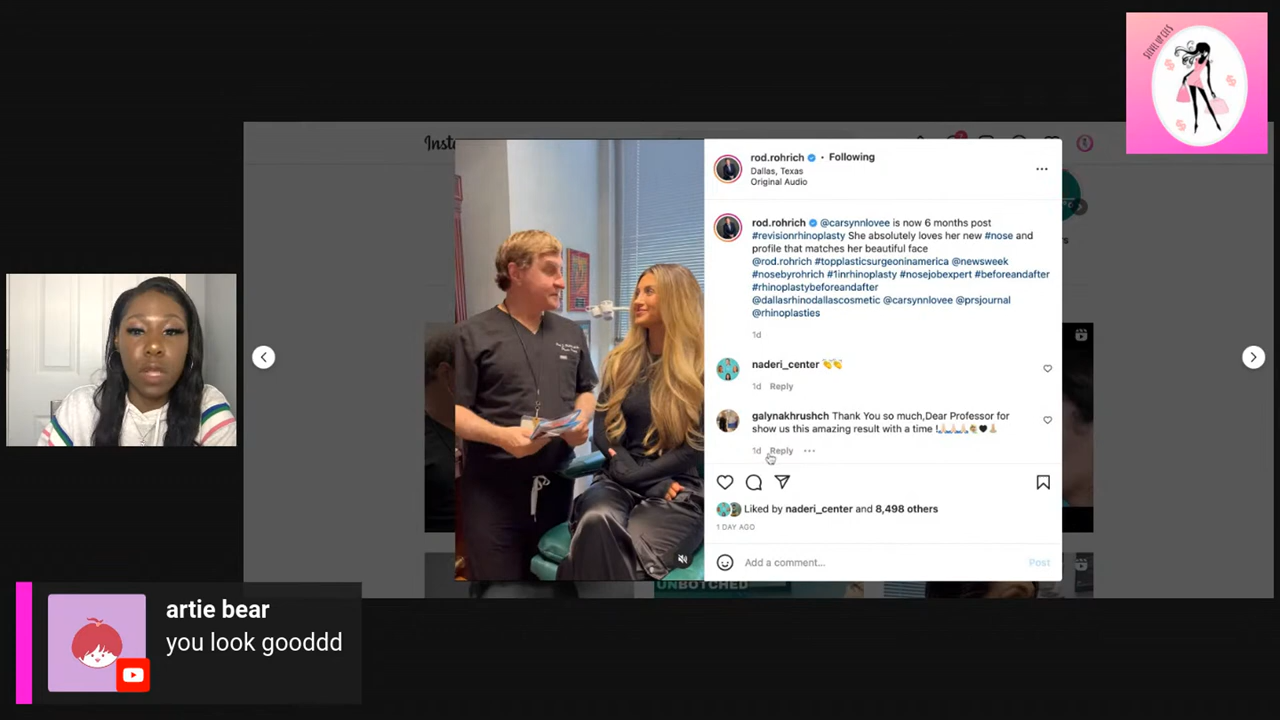 Insta
rod.rohrich • Following
Dallas, Texas
Original Audio
rod.rohrich @carsynnlovee is now 6 months post
#revisionrhinoplasty She absolutely loves her new #nose and
profile that matches her beautiful face
@rod.rohrich #topplasticsurgeoninamerica @newsweek
#nosebyrohrich #1inrhinoplasty #nosejobexpert #beforeandafter
#rhinoplastybeforeandafter
@dallasrhinodallascosmetic @carsynnlovee @prsjournal
@rhinoplasties
1d
naderi_center 👏👏
1d Reply
galynakhrushch Thank You so much,Dear Professor for
show us this amazing result with a time !
1d Reply
Liked by naderi_center and 8,498 others
1 DAY AGO
Add a comment...
Post
UNBOTCHED
artie bear
you look gooddd